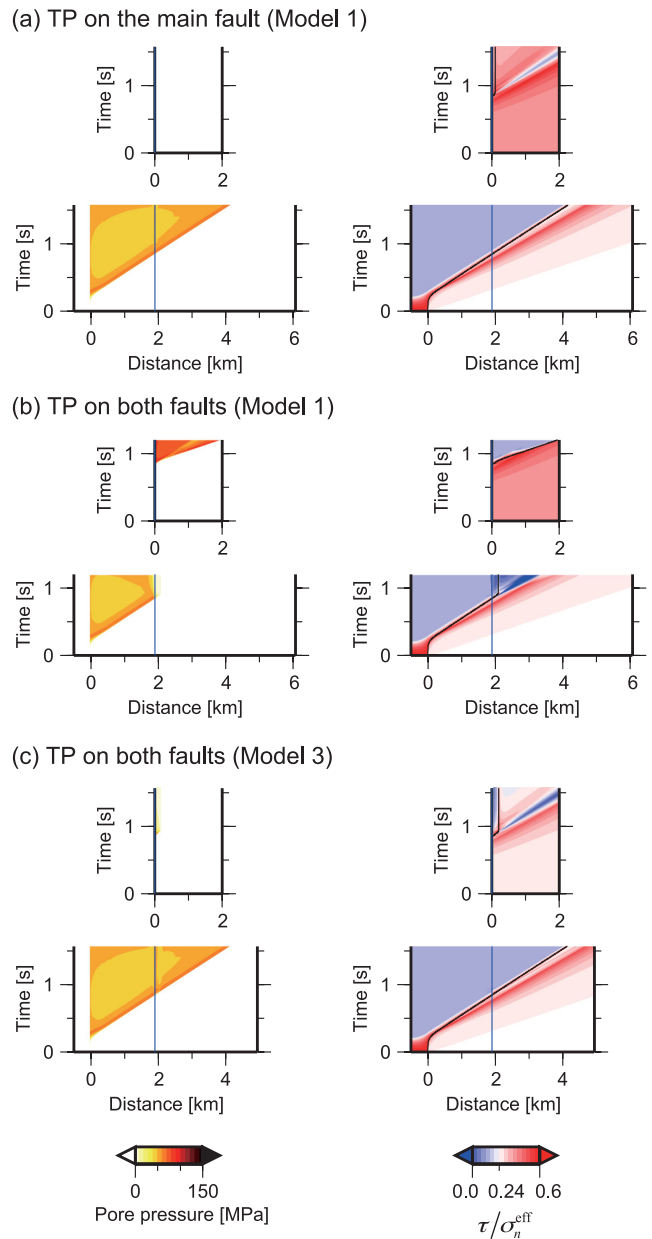 (a) TP on the main fault (Model 1)
Time [s]
1
0
0 2
Time [s]
1
0
0 2
Time [s]
1
0
0 2 4 6
Distance [km]
Time [s]
1
0
0 2 4 6
Distance [km]
(b) TP on both faults (Model 1)
Time [s]
1
0
0 2
Time [s]
1
0
0 2
Time [s]
1
0
0 2 4 6
Distance [km]
Time [s]
1
0
0 2 4 6
Distance [km]
(c) TP on both faults (Model 3)
Time [s]
1
0
0 2
Time [s]
1
0
0 2
Time [s]
1
0
0 2 4
Distance [km]
Time [s]
1
0
0 2 4
Distance [km]
0 150
Pore pressure [MPa]
0.0 0.24 0.6
τ/σₙᵉᶠᶠ